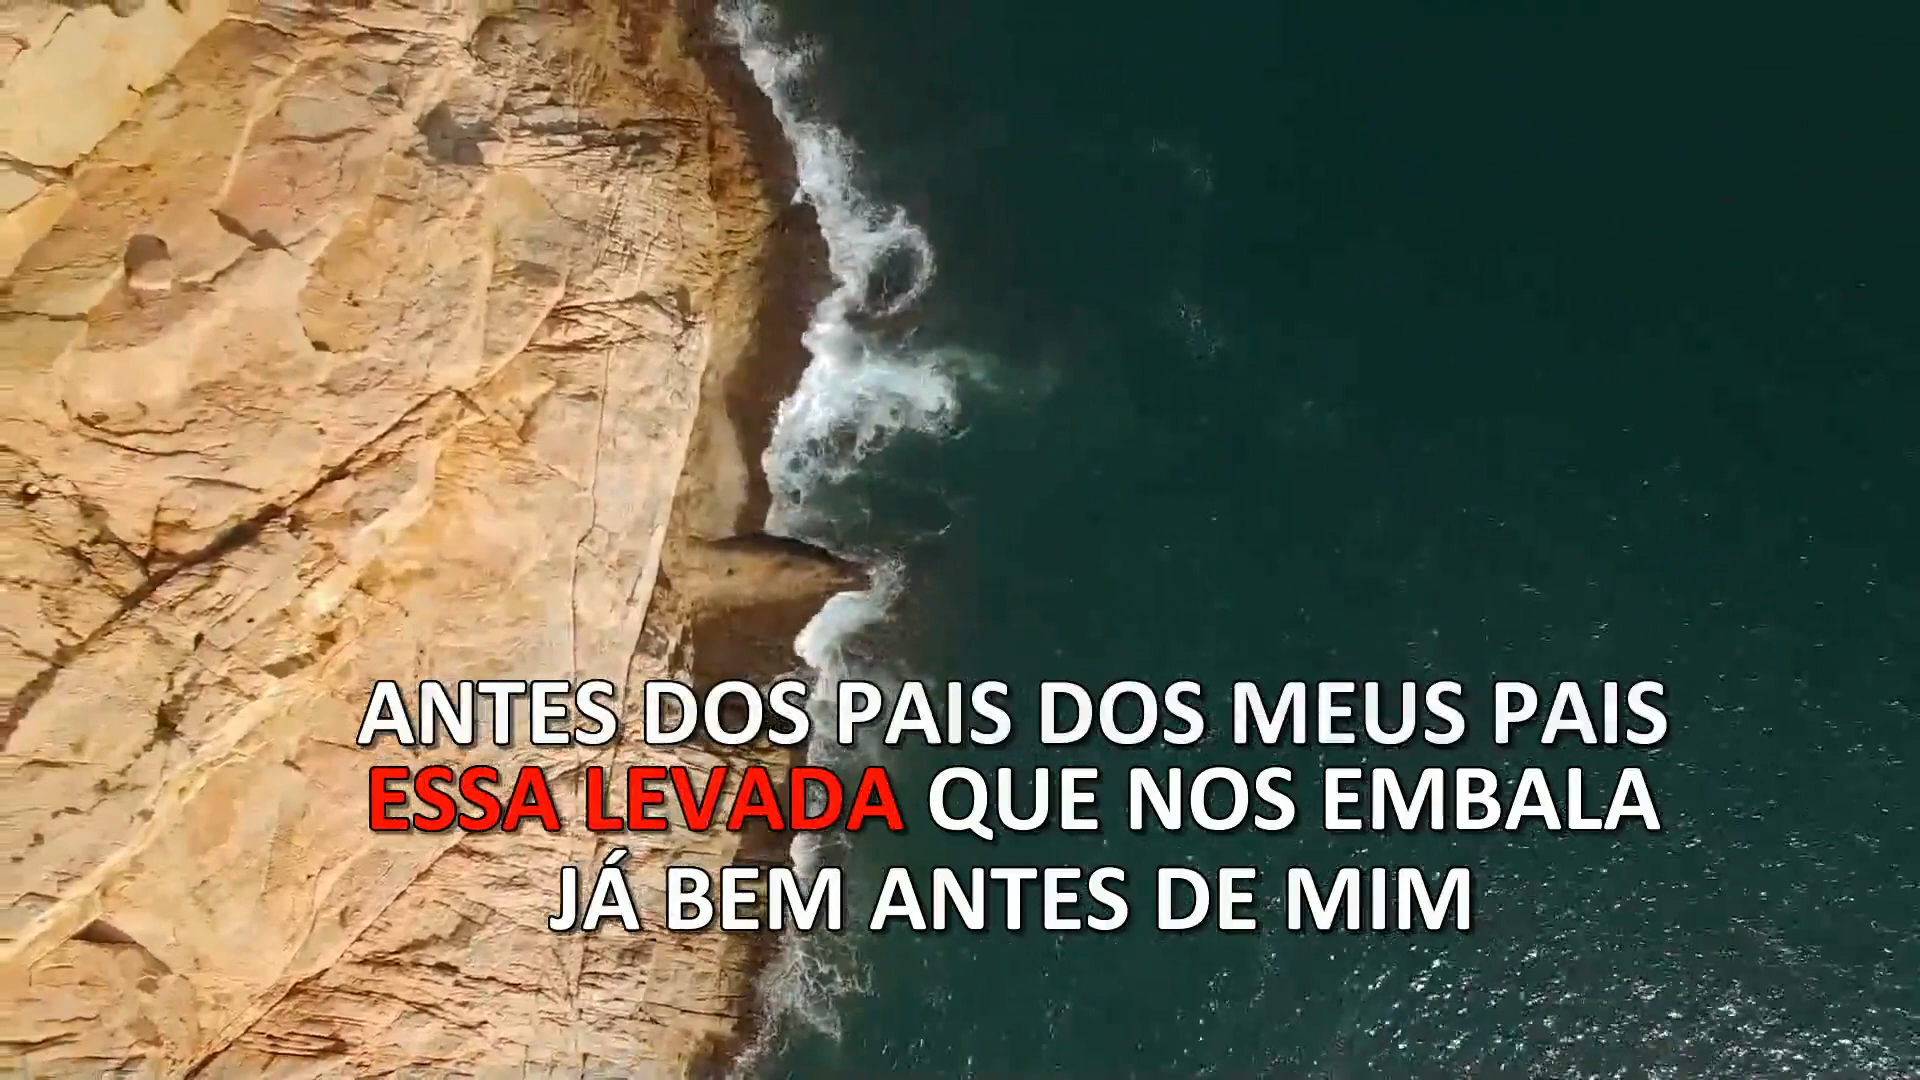 ANTES DOS PAIS DOS MEUS PAIS
ESSA LEVADA QUE NOS EMBALA
JÁ BEM ANTES DE MIM